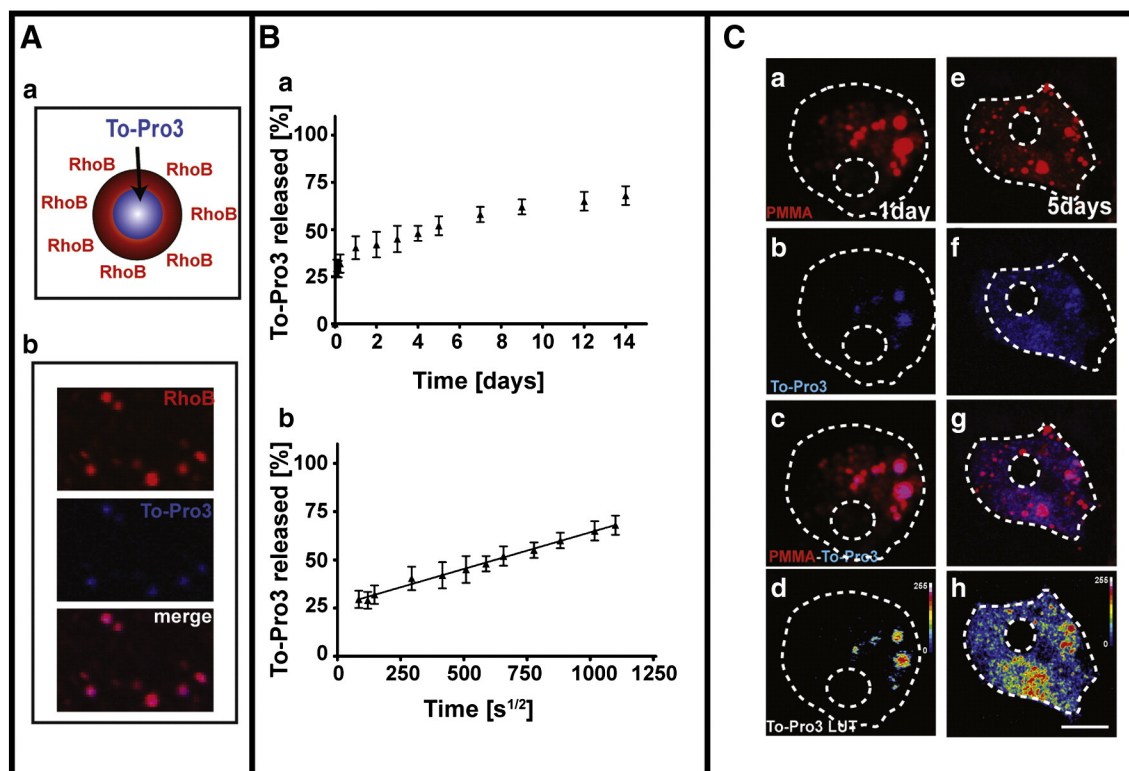 A
a
To-Pro3
RhoB RhoB
RhoB RhoB
RhoB RhoB
RhoB
b
RhoB
To-Pro3
merge
B
a
To-Pro3 released [%]
100
75
50
25
0
0 2 4 6 8 10 12 14
Time [days]
b
To-Pro3 released [%]
100
75
50
25
0
0 250 500 750 1000 1250
Time [s1/2]
C
a
PMMA
1day
e
5days
b
To-Pro3
f
c
PMMA-To-Pro3
g
d
255
0
To-Pro3 LUT
h
255
0